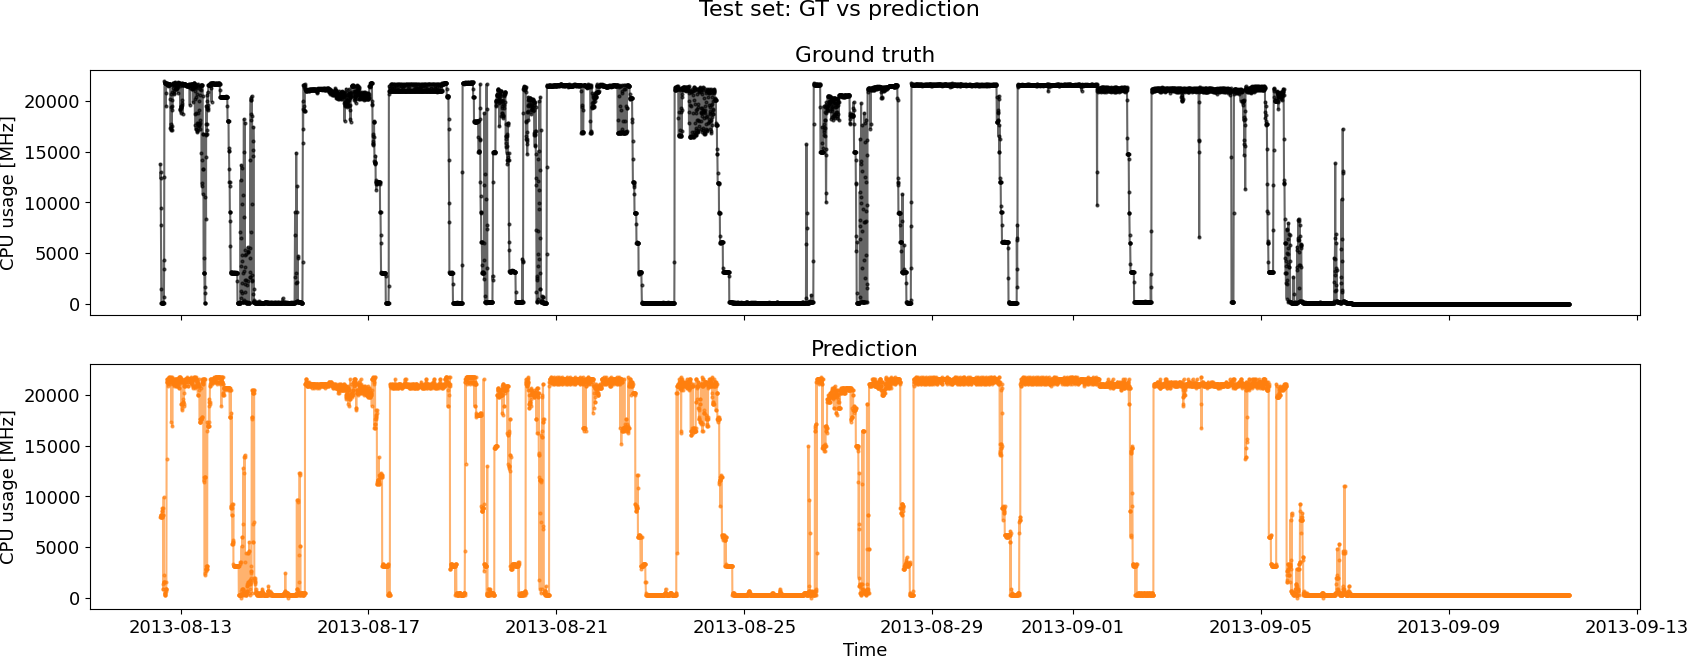 Test set: GT vs prediction
Ground truth
CPU usage [MHz]
20000
15000
10000
5000
0
Prediction
CPU usage [MHz]
20000
15000
10000
5000
0
2013-08-13 2013-08-17 2013-08-21 2013-08-25 2013-08-29 2013-09-01 2013-09-05 2013-09-09 2013-09-13
Time